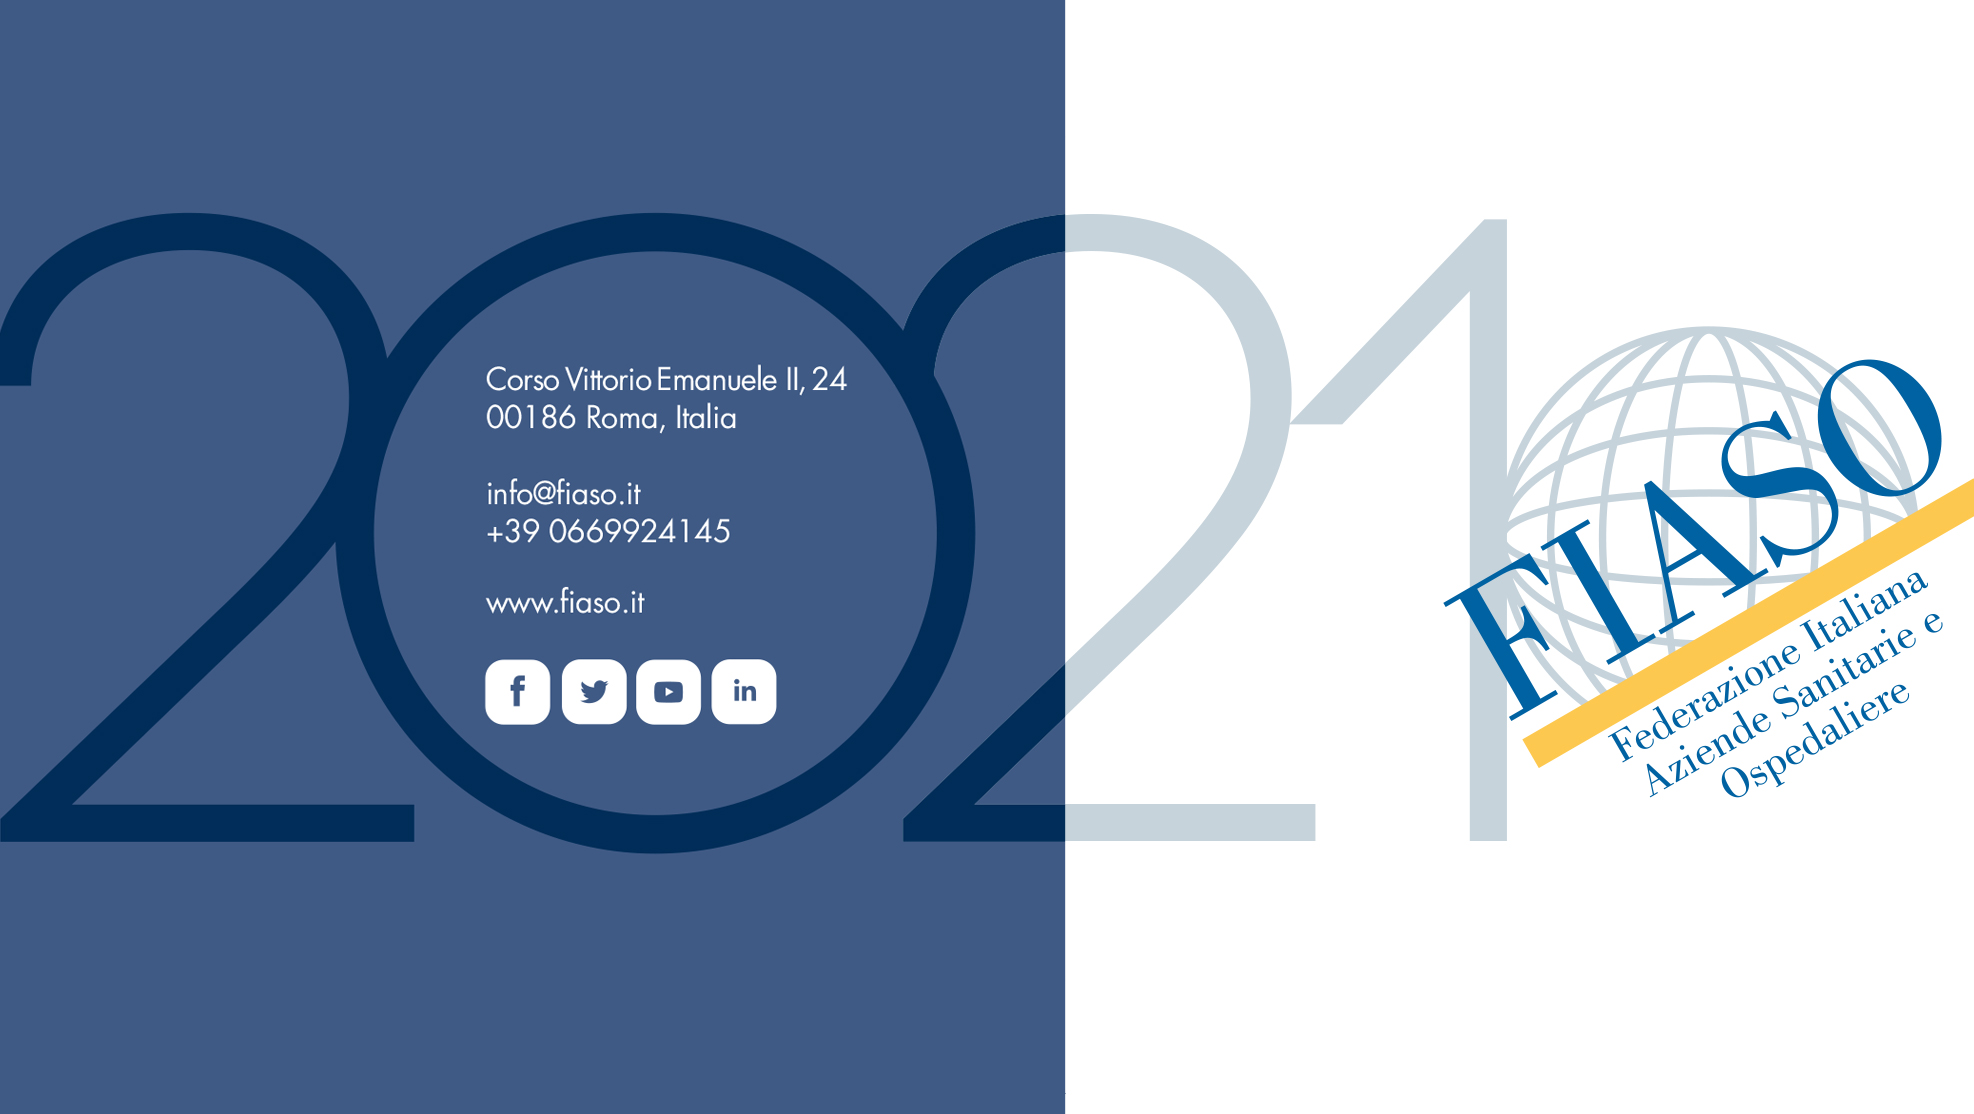 2021
Corso Vittorio Emanuele II, 24
00186 Roma, Italia
info@fiaso.it
+39 0669924145
www.fiaso.it
f
in
FIASO
Federazione Italiana
Aziende Sanitarie e
Ospedaliere